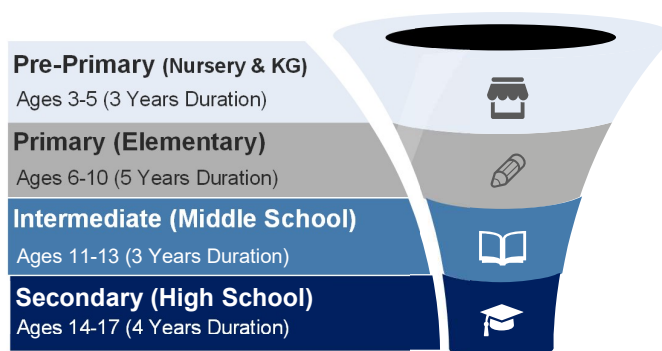 Pre-Primary (Nursery & KG)
Ages 3-5 (3 Years Duration)
Primary (Elementary)
Ages 6-10 (5 Years Duration)
Intermediate (Middle School)
Ages 11-13 (3 Years Duration)
Secondary (High School)
Ages 14-17 (4 Years Duration)